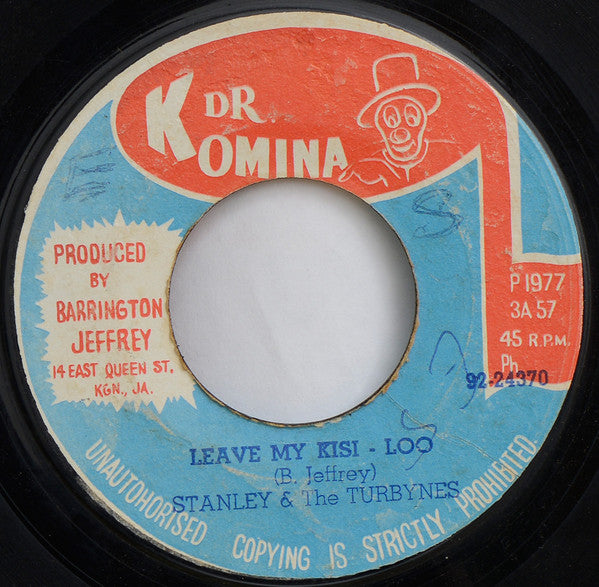 DR.
KOMINA
PRODUCED
BY
BARRINGTON
JEFFREY
14 EAST QUEEN ST.
KGN., JA.
P 1977
3A 57
45 R.P.M.
Ph.
92-24370
LEAVE MY KISI - LOO
(B. Jeffrey)
STANLEY & The TURBYNES
UNAUTHORISED COPYING IS STRICTLY PROHIBITED.